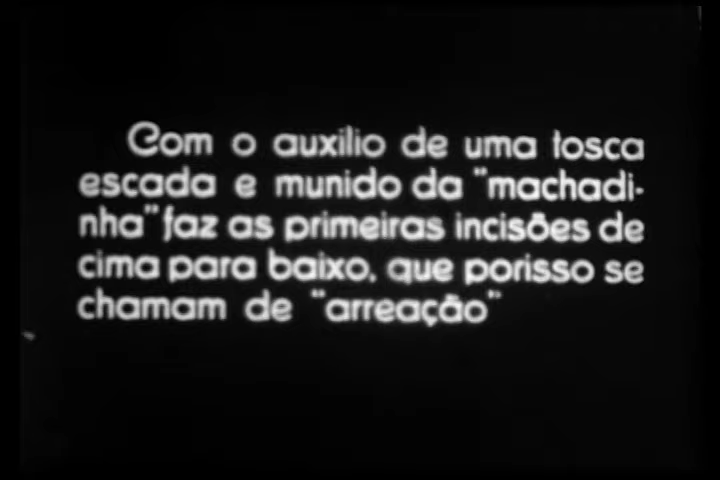 Com o auxilio de uma tosca
escada e munido da "machadi-
nha" faz as primeiras incisões de
cima para baixo, que porisso se
chamam de "arreação"